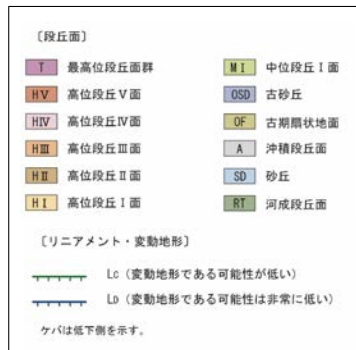 〔段丘面〕
T 最高位段丘面群
HⅤ 高位段丘Ⅴ面
HⅣ 高位段丘Ⅳ面
HⅢ 高位段丘Ⅲ面
HⅡ 高位段丘Ⅱ面
HⅠ 高位段丘Ⅰ面
MⅠ 中位段丘Ⅰ面
OSD 古砂丘
OF 古期扇状地面
A 沖積段丘面
SD 砂丘
RT 河成段丘面
〔リニアメント・変動地形〕
LC（変動地形である可能性が低い）
LD（変動地形である可能性は非常に低い）
ケバは低下側を示す。